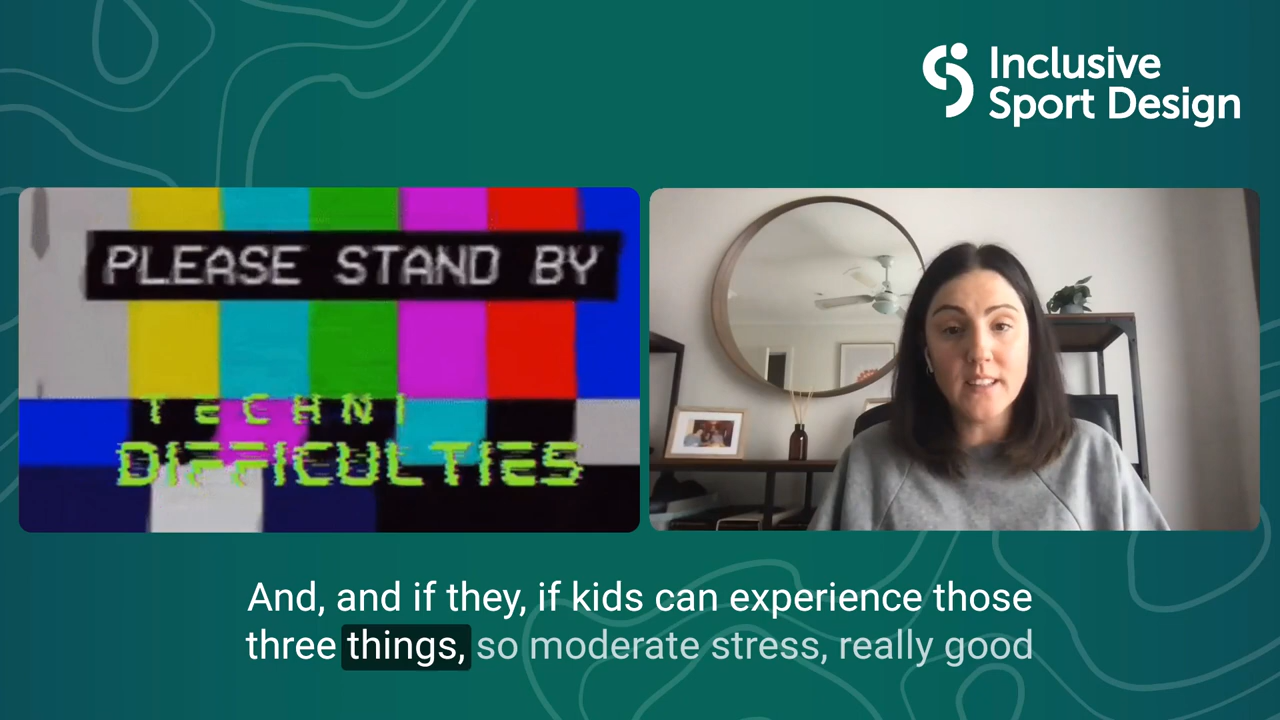 Inclusive
Sport Design
PLEASE STAND BY
TECHNI
DIFFICULTIES
And, and if they, if kids can experience those
three things, so moderate stress, really good